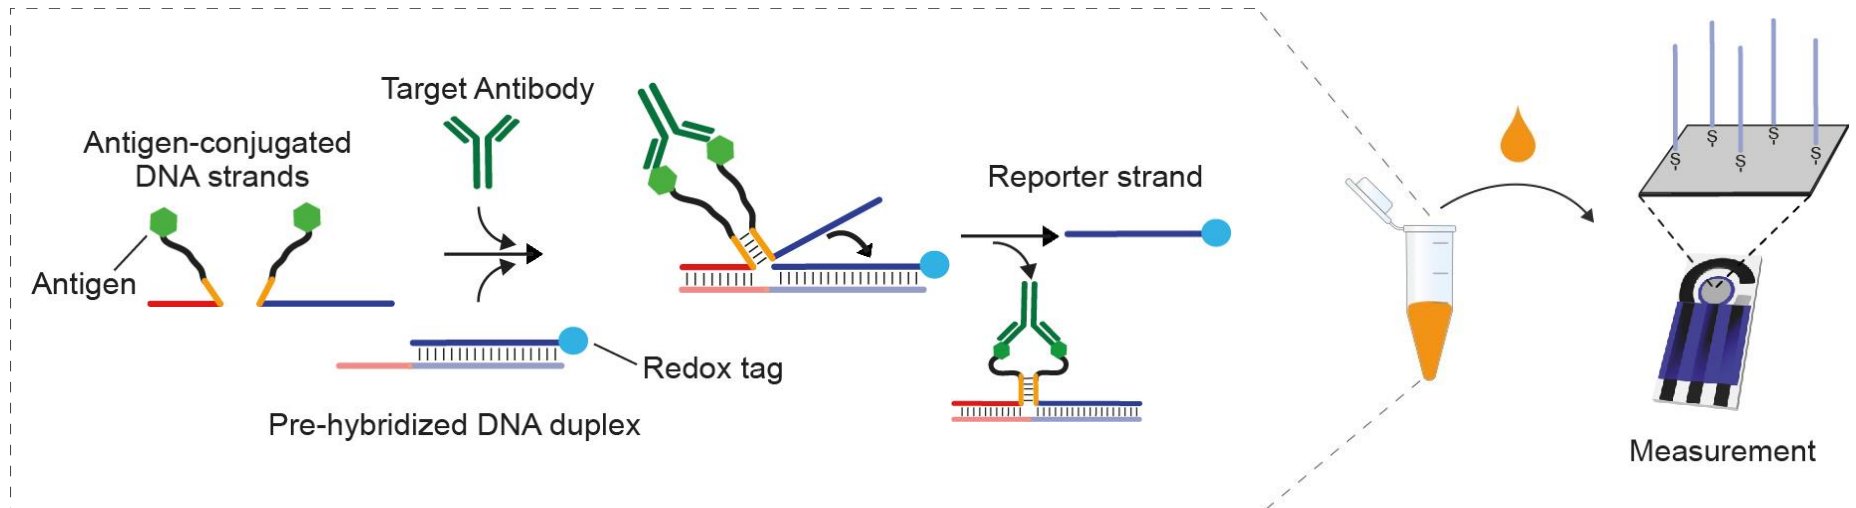 Target Antibody
Antigen-conjugated
DNA strands
Antigen
Redox tag
Pre-hybridized DNA duplex
Reporter strand
S
S
S
S
S
Measurement